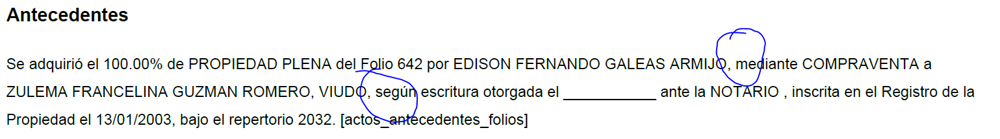 Antecedentes
Se adquirió el 100.00% de PROPIEDAD PLENA del Folio 642 por EDISON FERNANDO GALEAS ARMIJO, mediante COMPRAVENTA a
ZULEMA FRANCELINA GUZMAN ROMERO, VIUDO, según escritura otorgada el ___________ ante la NOTARIO , inscrita en el Registro de la
Propiedad el 13/01/2003, bajo el repertorio 2032. [actos_antecedentes_folios]